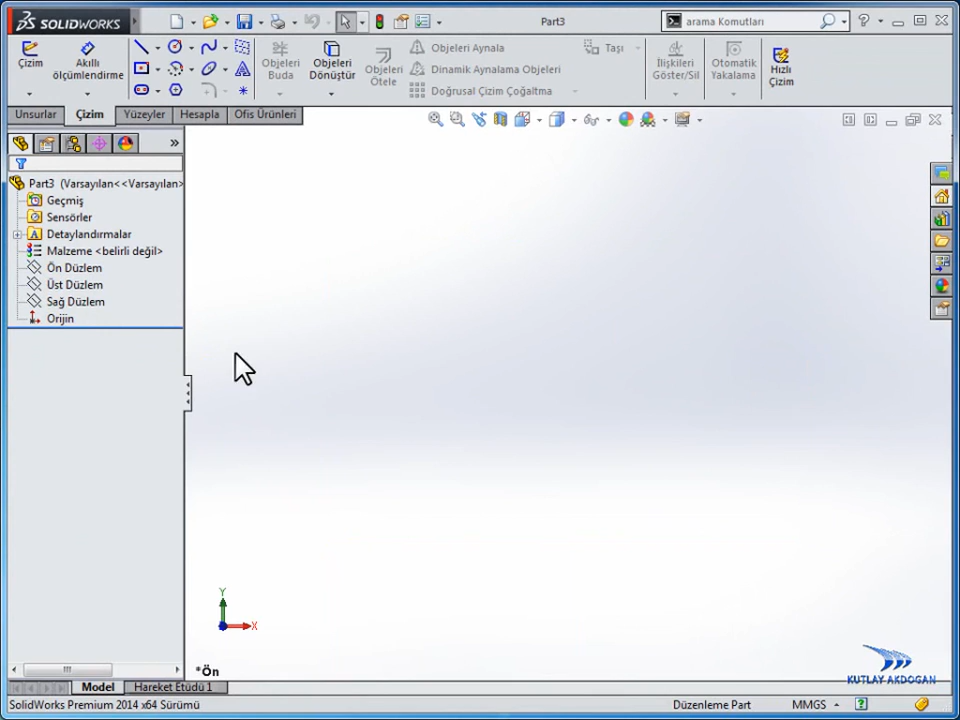 SOLIDWORKS
Part3
arama Komutları
Çizim
Akıllı
ölçümlendirme
Objeleri
Buda
Objeleri
Dönüştür
Objeleri
Ötele
Objeleri Aynala
Dinamik Aynalama Objeleri
Doğrusal Çizim Çoğaltma
Taşı
İlişkileri
Göster/Sil
Otomatik
Yakalama
Hızlı
Çizim
Unsurlar
Çizim
Yüzeyler
Hesapla
Ofis Ürünleri
Part3 (Varsayılan<<Varsayılan>
Geçmiş
Sensörler
Detaylandırmalar
Malzeme <belirli değil>
Ön Düzlem
Üst Düzlem
Sağ Düzlem
Orijin
Y
X
*Ön
KUTLAY AKDOGAN
Model
Hareket Etüdü 1
SolidWorks Premium 2014 x64 Sürümü
Düzenleme Part
MMGS